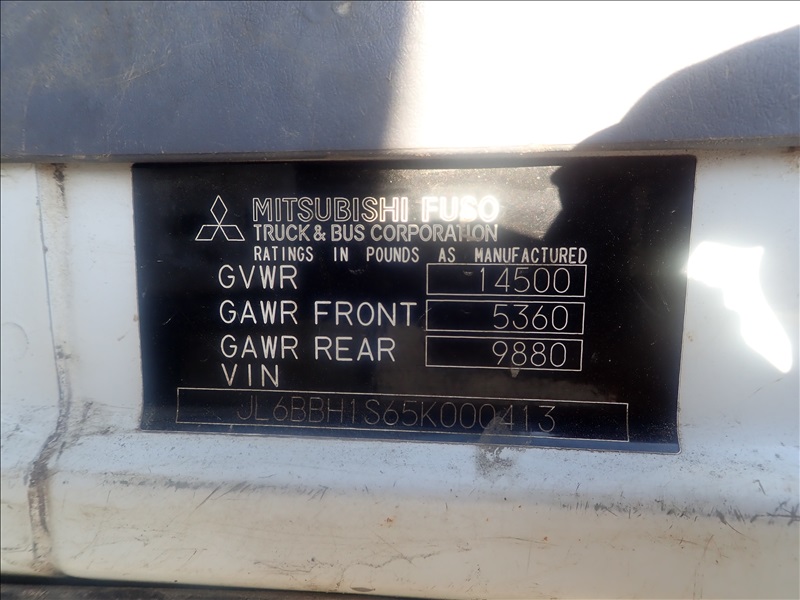 MITSUBISHI FUSO
TRUCK & BUS CORPORATION
RATINGS IN POUNDS AS MANUFACTURED
GVWR 14500
GAWR FRONT 5360
GAWR REAR 9880
VIN
JL6BBH1S65K000413